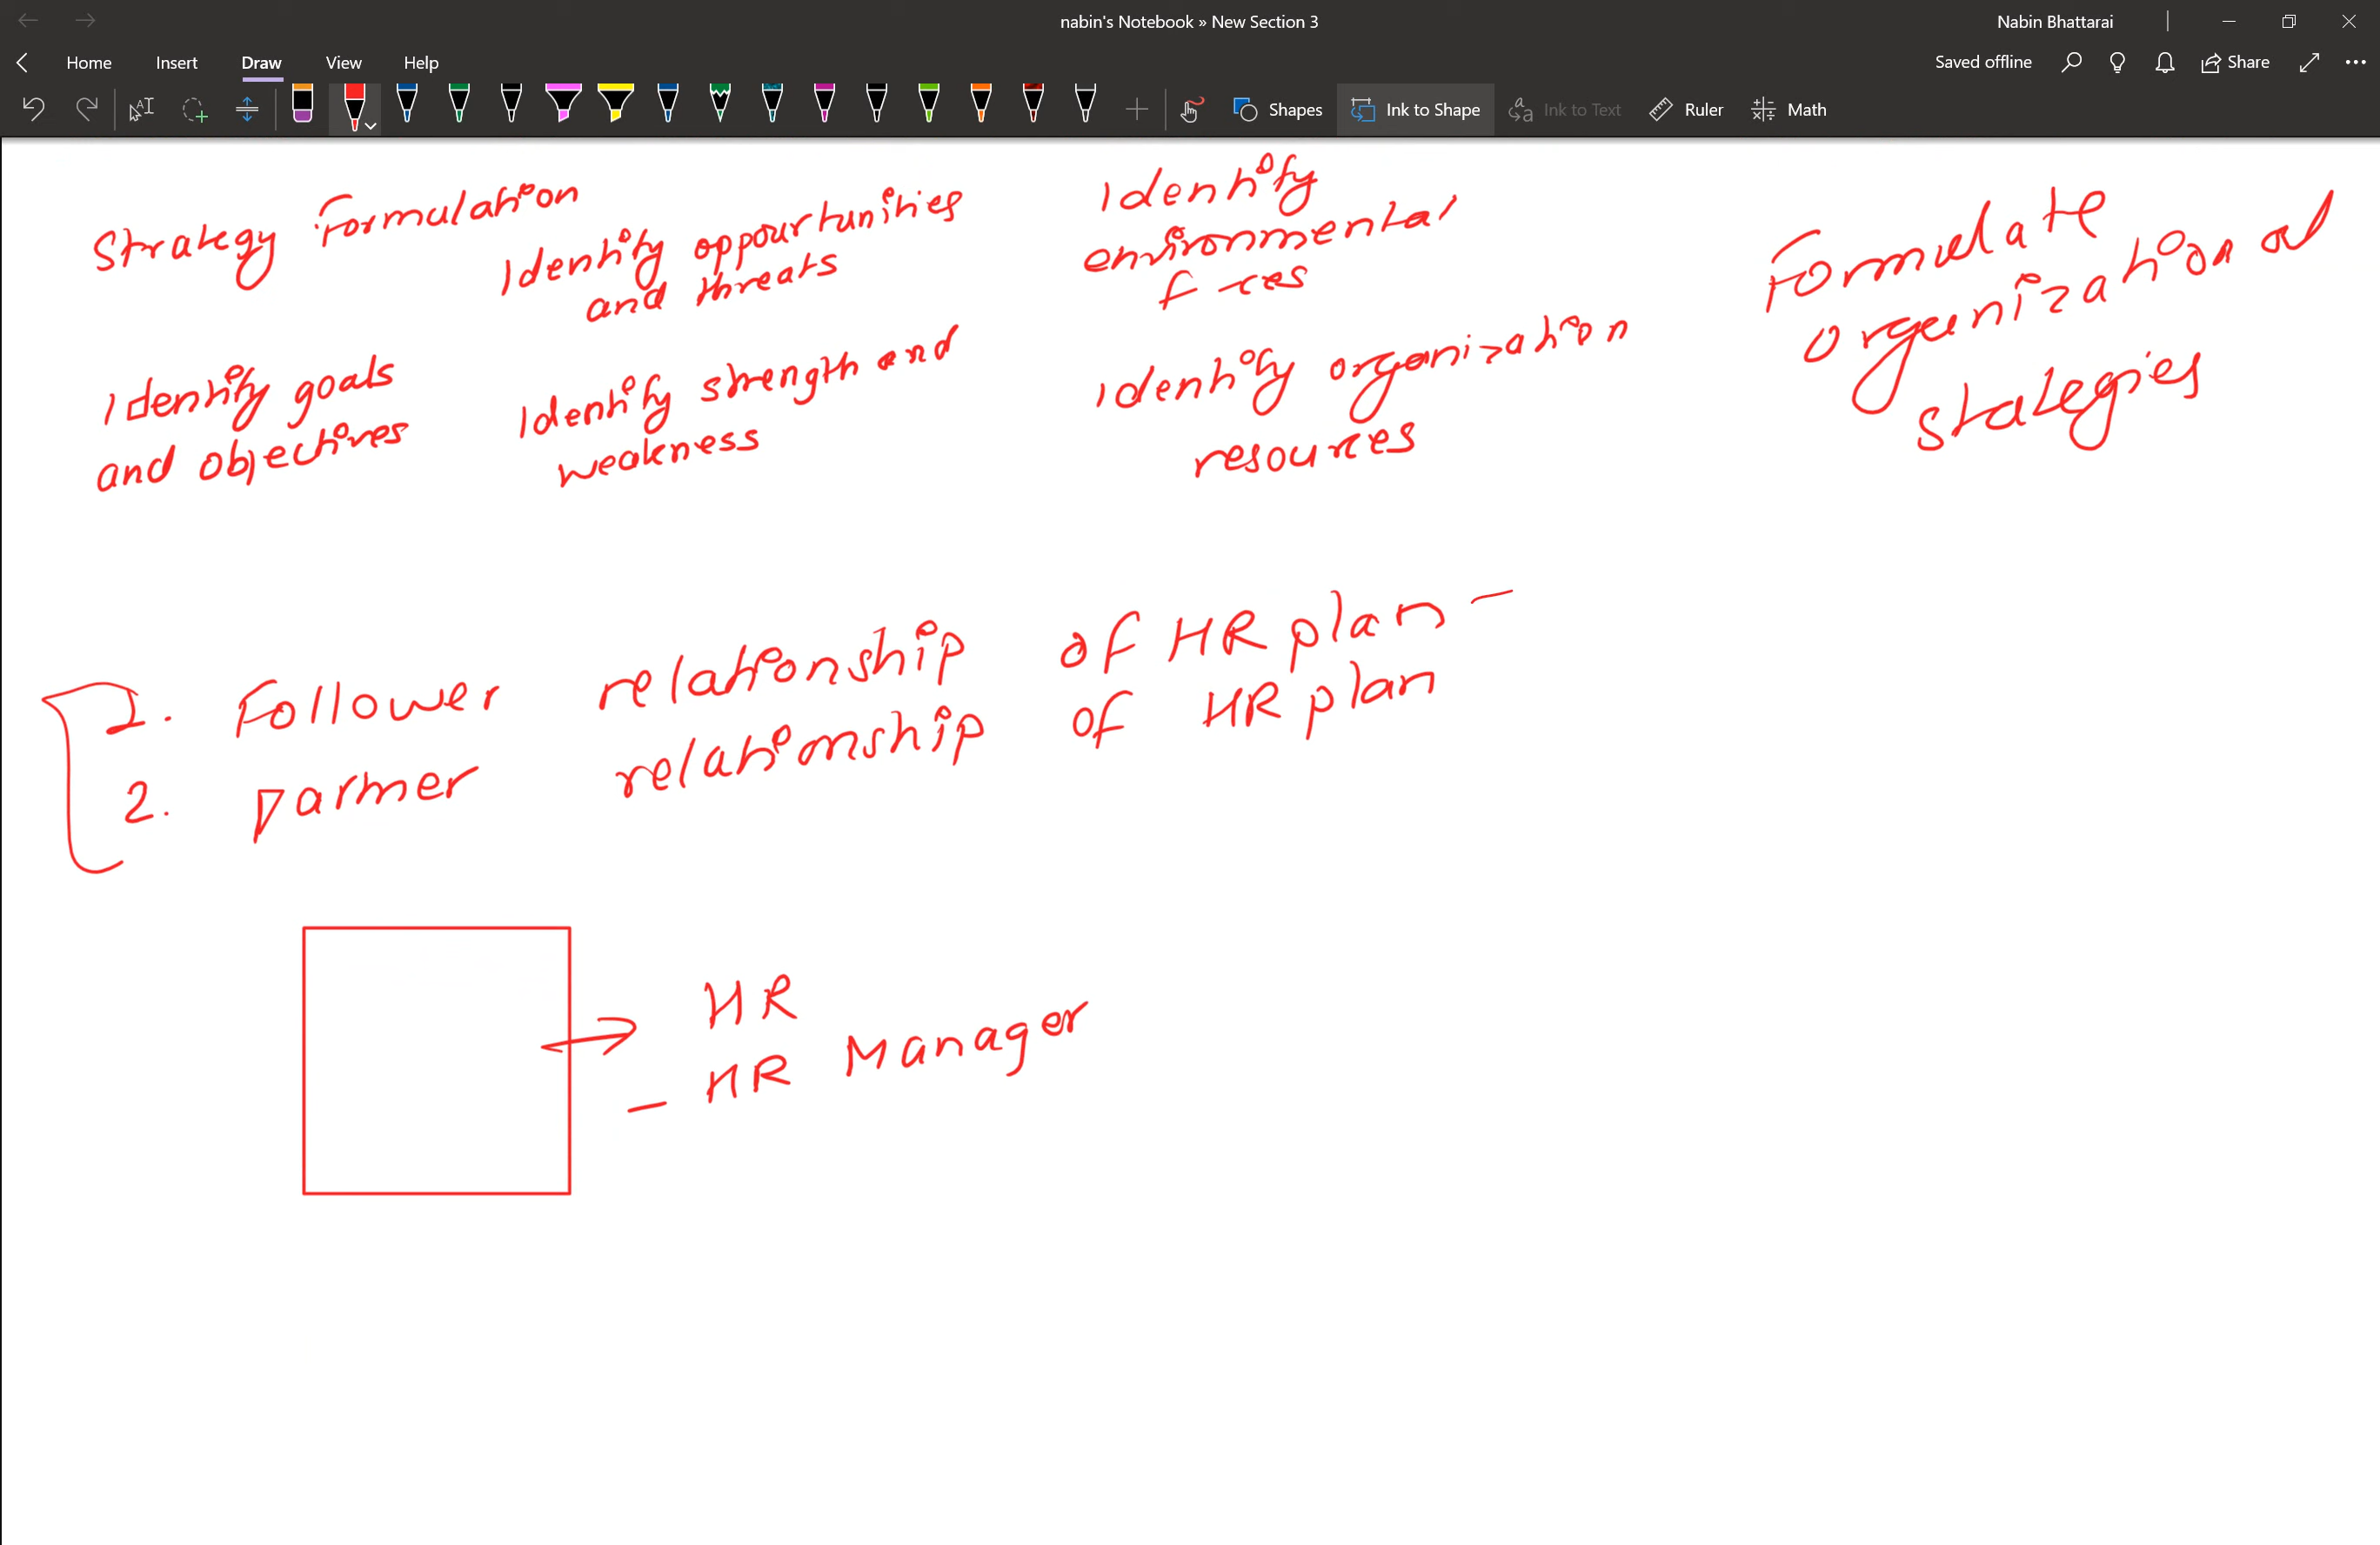 nabin's Notebook » New Section 3
Nabin Bhattarai
Home Insert Draw View Help
Saved offline
Share
Shapes
Ink to Shape
Ink to Text
Ruler
Math
Strategy Formulation
Identify goals
and objectives
Identify oppourtunities
and threats
Identify strength and
weakness
Identify
environmental
frces
Identify organization
resources
Formulate
organizational
stategies
1. Follower relationship of HR plan -
2. partner relationship of HR plan
HR
- HR Manager